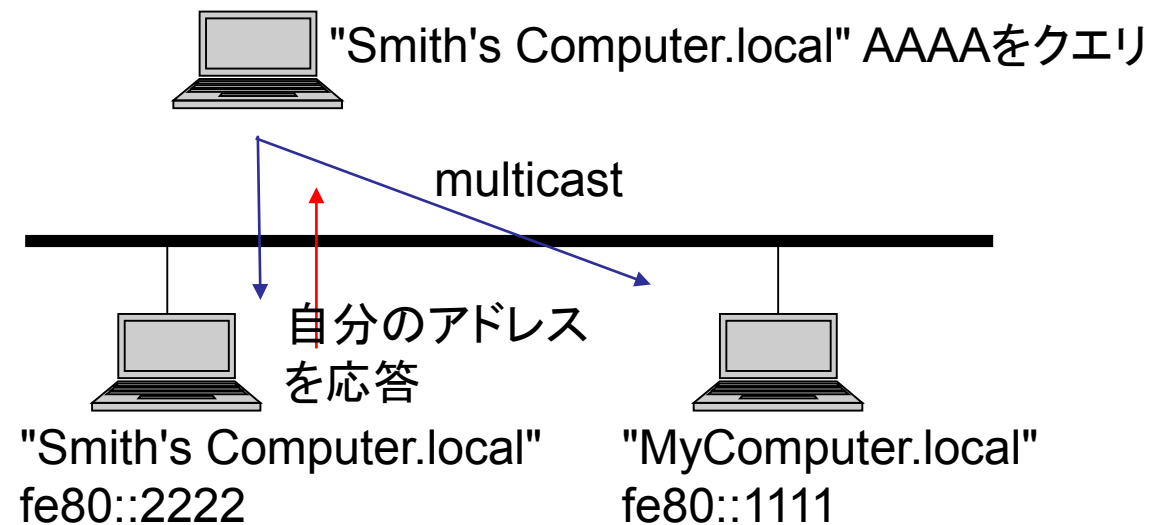 "Smith's Computer.local" AAAAをクエリ
multicast
自分のアドレス
を応答
"Smith's Computer.local"
fe80::2222
"MyComputer.local"
fe80::1111